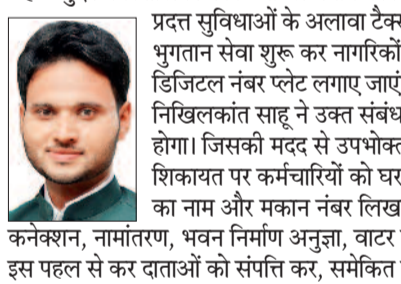 प्रदत्त सुविधाओं के अलावा टैक्स
भुगतान सेवा शुरू कर नागरिकों
डिजिटल नंबर प्लेट लगाए जाएं
निखिलकांत साहू ने उक्त संबंध
होगा। जिसकी मदद से उपभोक्त
शिकायत पर कर्मचारियों को घर
का नाम और मकान नंबर लिखा
कनेक्शन, नामांतरण, भवन निर्माण अनुज्ञा, वाटर
इस पहल से कर दाताओं को संपत्ति कर, समेकित